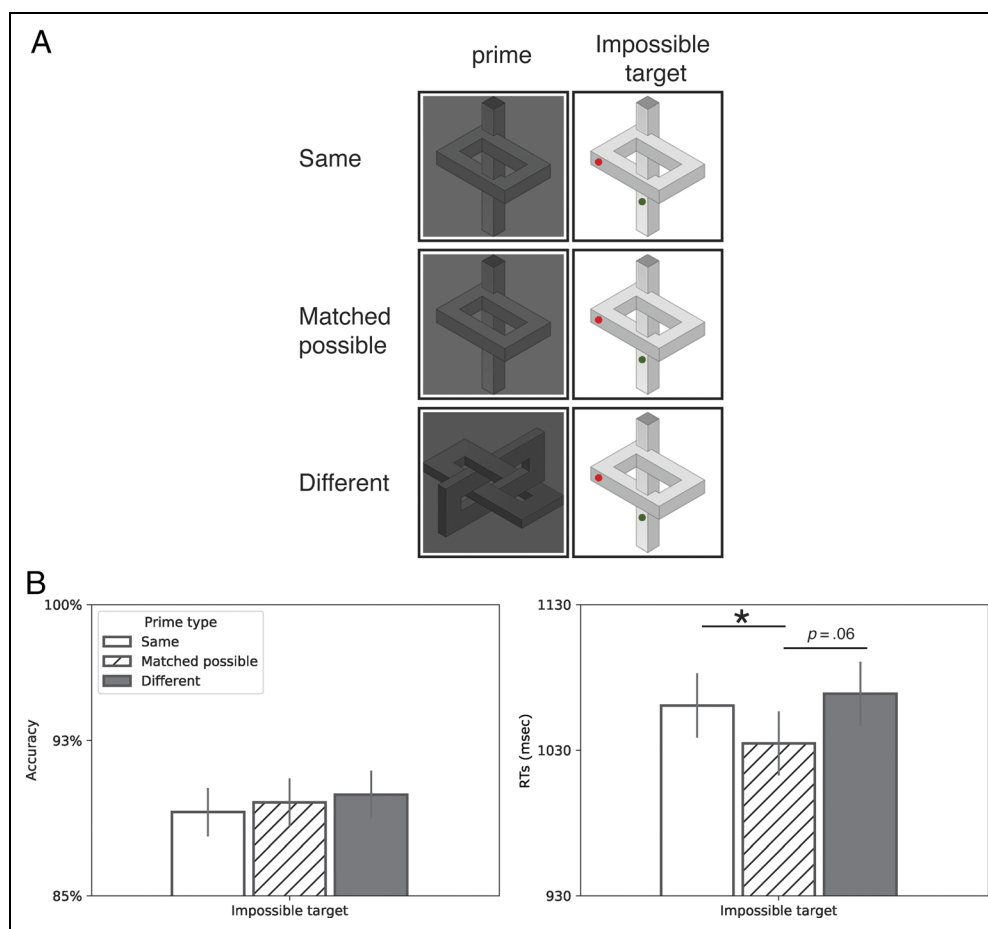 A
prime
Impossible
target
Same
Matched
possible
Different
B
100%
93%
85%
Accuracy
Prime type
Same
Matched possible
Different
Impossible target
1130
1030
930
RTs (msec)
*
p = .06
Impossible target